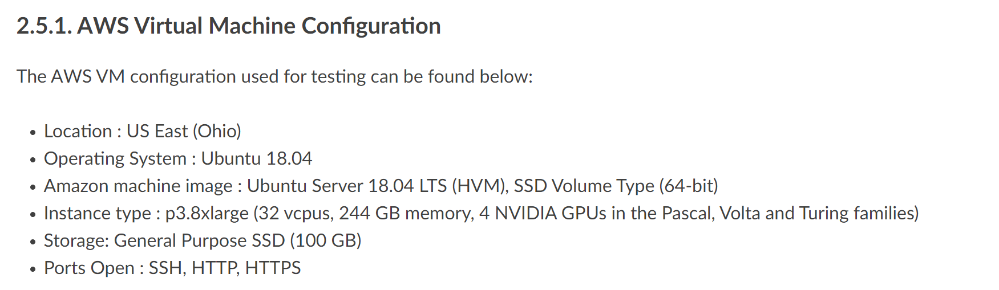 2.5.1. AWS Virtual Machine Configuration
The AWS VM configuration used for testing can be found below:
• Location : US East (Ohio)
• Operating System : Ubuntu 18.04
• Amazon machine image : Ubuntu Server 18.04 LTS (HVM), SSD Volume Type (64-bit)
• Instance type : p3.8xlarge (32 vcpus, 244 GB memory, 4 NVIDIA GPUs in the Pascal, Volta and Turing families)
• Storage: General Purpose SSD (100 GB)
• Ports Open : SSH, HTTP, HTTPS